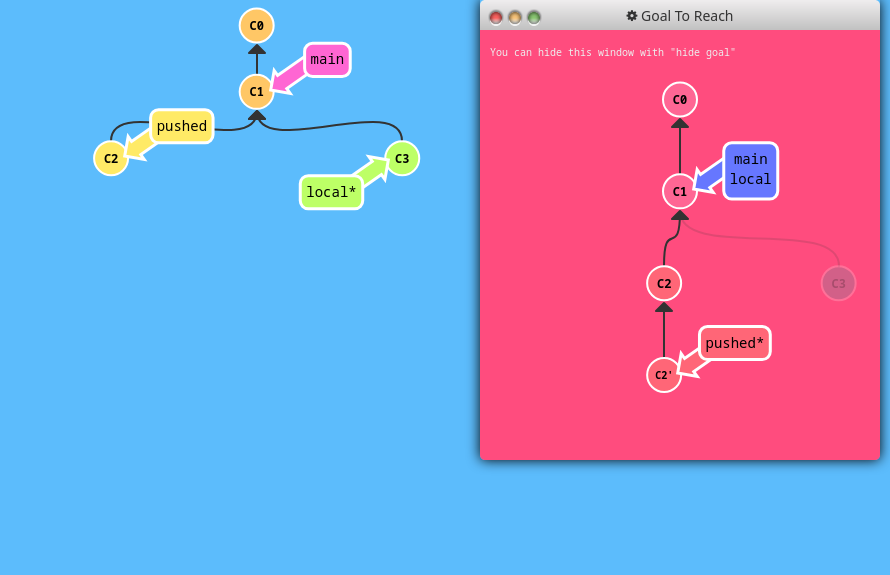 C0
main
C1
pushed
C2
C3
local*
Goal To Reach
You can hide this window with "hide goal"
C0
main
local
C1
C2
C3
pushed*
C2'